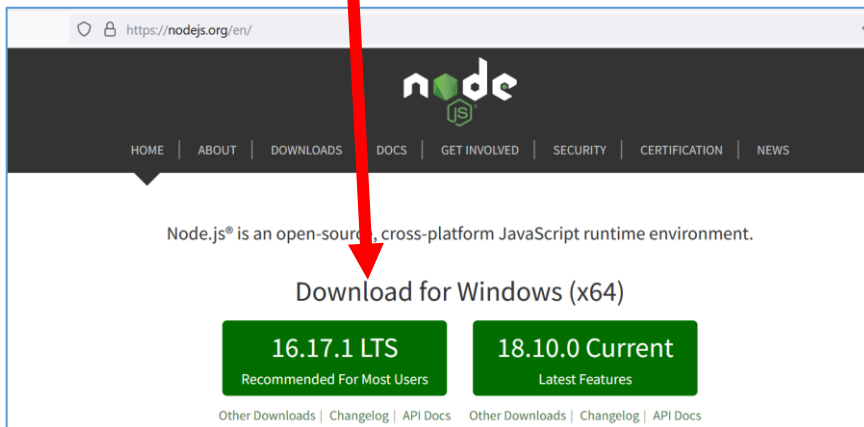 https://nodejs.org/en/
node
JS
HOME | ABOUT | DOWNLOADS DOCS | GET INVOLVED | SECURITY | CERTIFICATION | NEWS
Node.js® is an open-source, cross-platform JavaScript runtime environment.
Download for Windows (x64)
16.17.1 LTS
Recommended For Most Users
18.10.0 Current
Latest Features
Other Downloads | Changelog | API Docs
Other Downloads | Changelog | API Docs